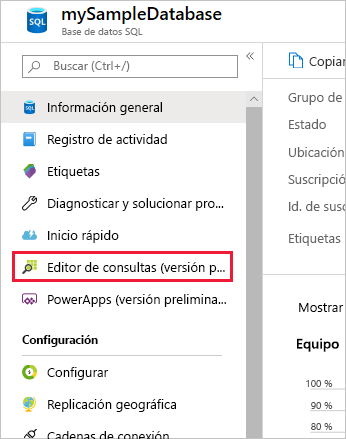 mySampleDatabase
SQL
Base de datos SQL
Buscar (Ctrl+/)
SQL Información general
Registro de actividad
Etiquetas
Diagnosticar y solucionar pro...
Inicio rápido
Editor de consultas (versión p...
PowerApps (versión prelimina...
Configuración
Configurar
Replicación geográfica
Cadenas de conexión
Copiar
Grupo de
Estado
Ubicación
Suscripció
Id. de sus
Etiquetas
Mostrar
Equipo
100 %
90 %
80 %